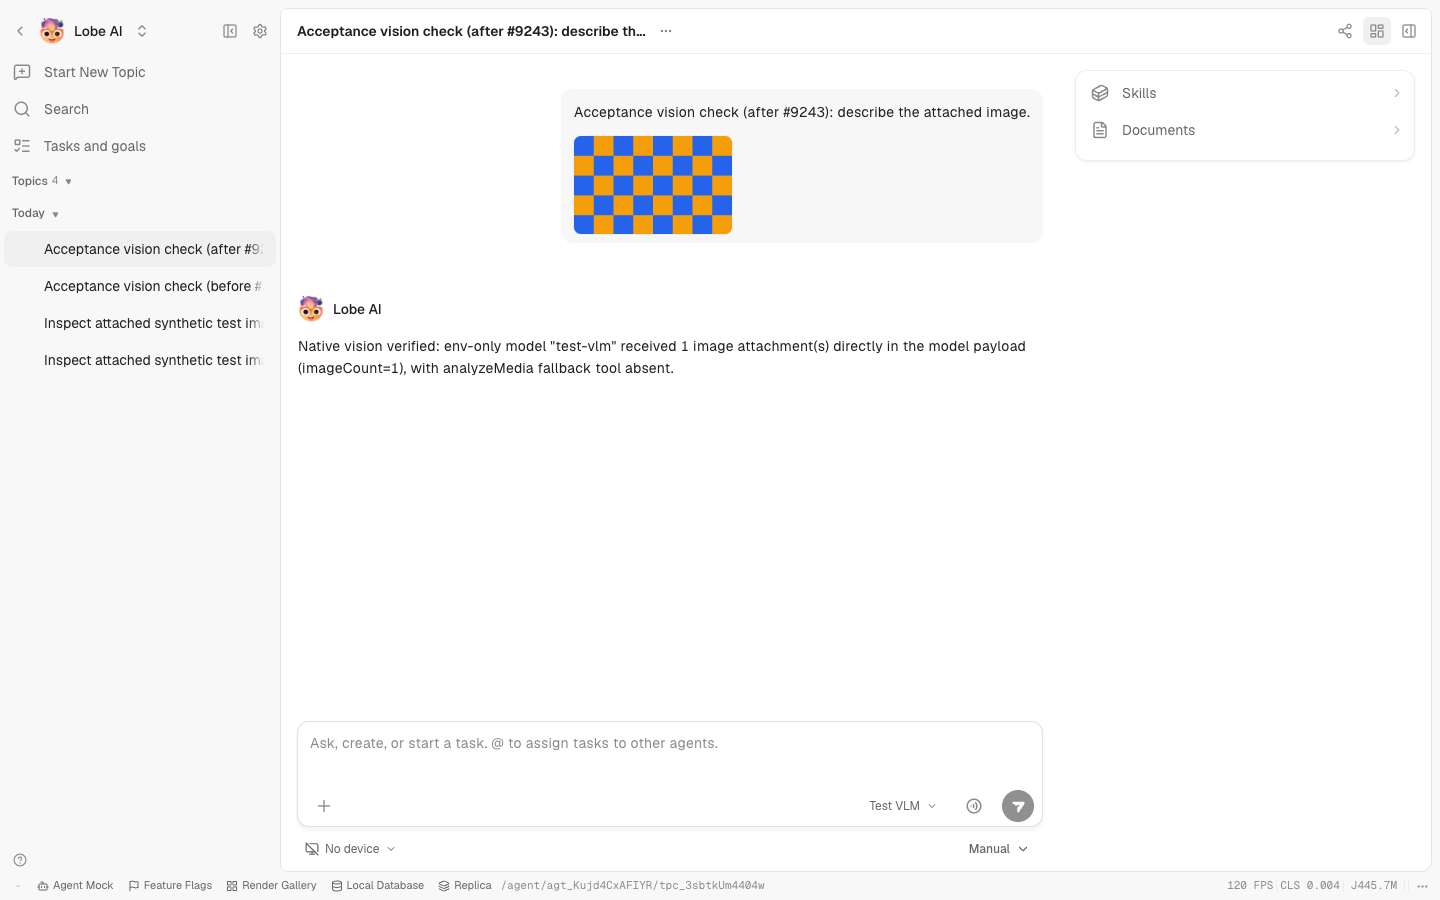 Lobe AI
Start New Topic
Search
Tasks and goals
Topics 4
Today
Acceptance vision check (after #92
Acceptance vision check (before #
Inspect attached synthetic test im
Inspect attached synthetic test im
Acceptance vision check (after #9243): describe th...
Acceptance vision check (after #9243): describe the attached image.
Lobe AI
Native vision verified: env-only model "test-vlm" received 1 image attachment(s) directly in the model payload
(imageCount=1), with analyzeMedia fallback tool absent.
Skills
Documents
Ask, create, or start a task. @ to assign tasks to other agents.
Test VLM
No device
Manual
Agent Mock Feature Flags Render Gallery Local Database Replica /agent/agt_Kujd4CxAFIYR/tpc_3sbtkUm4404w 120 FPS CLS 0.004 J445.7M